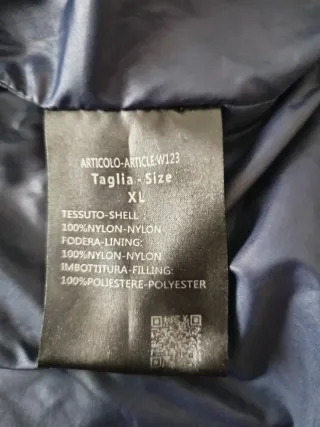 ARTICOLO-ARTICLE:W123
Taglia - Size
XL
TESSUTO-SHELL :
100%NYLON-NYLON
FODERA-LINING:
100%NYLON-NYLON
IMBOTIITURA-FILLING:
100%POLIESTERE-POLYESTER